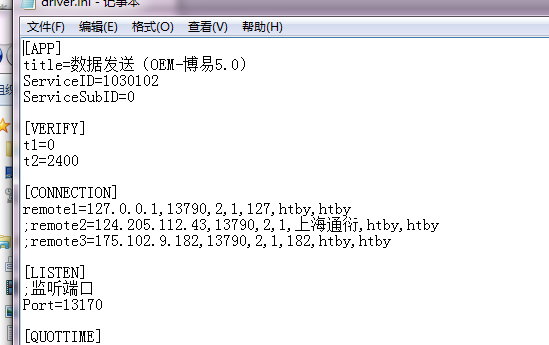 driver.ini - 记事本
文件(F) 编辑(E) 格式(O) 查看(V) 帮助(H)
[APP]
title=数据发送（OEM-博易5.0）
ServiceID=1030102
ServiceSubID=0
[VERIFY]
t1=0
t2=2400
[CONNECTION]
remote1=127.0.0.1,13790,2,1,127,htby,htby
;remote2=124.205.112.43,13790,2,1,上海通衍,htby,htby
;remote3=175.102.9.182,13790,2,1,182,htby,htby
[LISTEN]
;监听端口
Port=13170
[QUOTTIME]